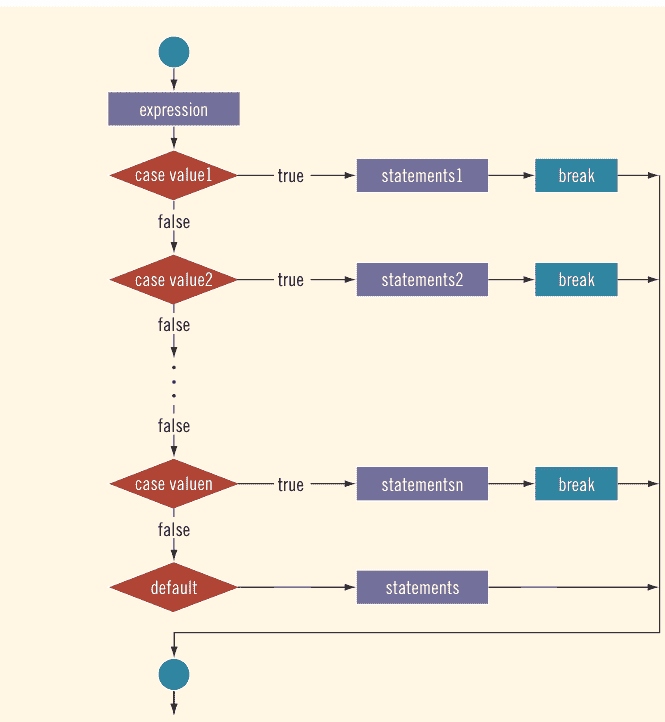 expression
case value1
true
statements1
break
false
case value2
true
statements2
break
false
false
case valuen
true
statementsn
break
false
default
statements